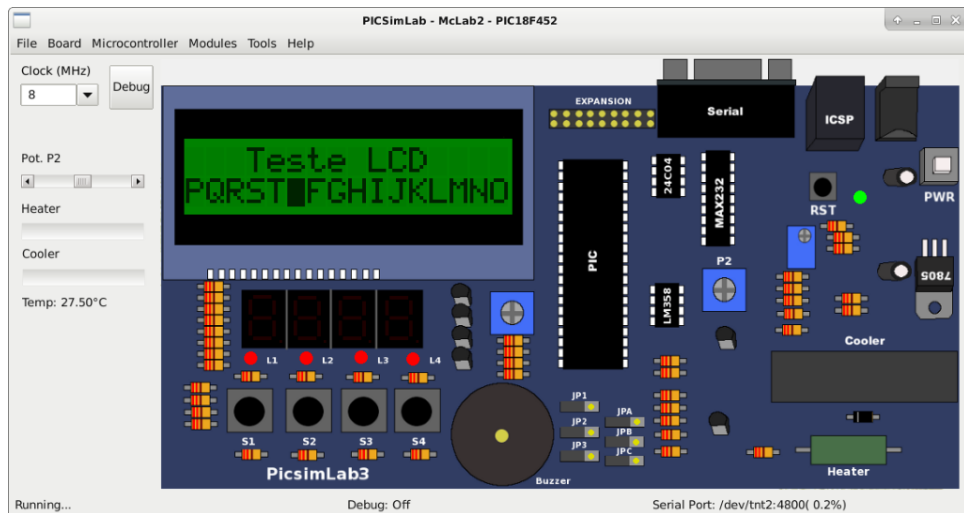 PICSimLab - McLab2 - PIC18F452
File Board Microcontroller Modules Tools Help
Clock (MHz)
8
Debug
Pot. P2
Heater
Cooler
Temp: 27.50°C
Teste LCD
PQRST FGHIJKLMNO
EXPANSION
Serial
ICSP
PWR
RST
24C04
MAX232
PIC
P2
LM358
7805
L1 L2 L3 L4
S1 S2 S3 S4
PicsimLab3
Buzzer
JP1
JP2
JP3
JPA
JPB
JPC
Cooler
Heater
Running...
Debug: Off
Serial Port: /dev/tnt2:4800( 0.2%)